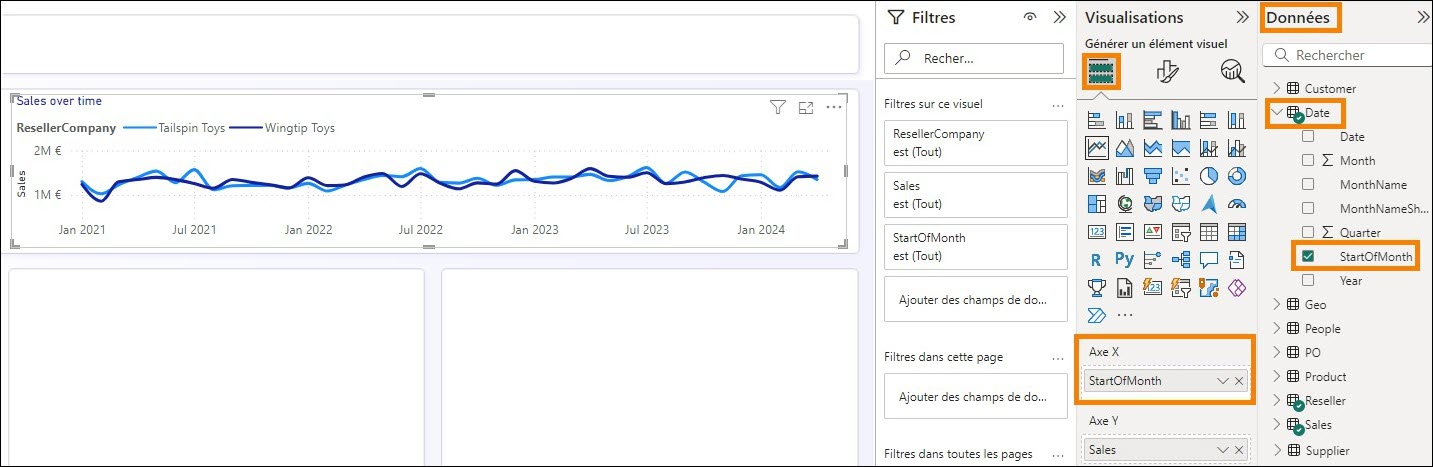 Sales over time
ResellerCompany Tailspin Toys Wingtip Toys
2M €
1M €
Sales
Jan 2021 Jul 2021 Jan 2022 Jul 2022 Jan 2023 Jul 2023 Jan 2024
Filtres
Recher...
Filtres sur ce visuel ...
ResellerCompany
est (Tout)
Sales
est (Tout)
StartOfMonth
est (Tout)
Ajouter des champs de do...
Filtres dans cette page ...
Ajouter des champs de do...
Filtres dans toutes les pages ...
Visualisations
Générer un élément visuel
123
R Py
123
...
Axe X
StartOfMonth
Axe Y
Sales
Données
Rechercher
Customer
Date
Date
Σ Month
MonthName
MonthNameSh...
Σ Quarter
StartOfMonth
Year
Geo
People
PO
Product
Reseller
Sales
Supplier